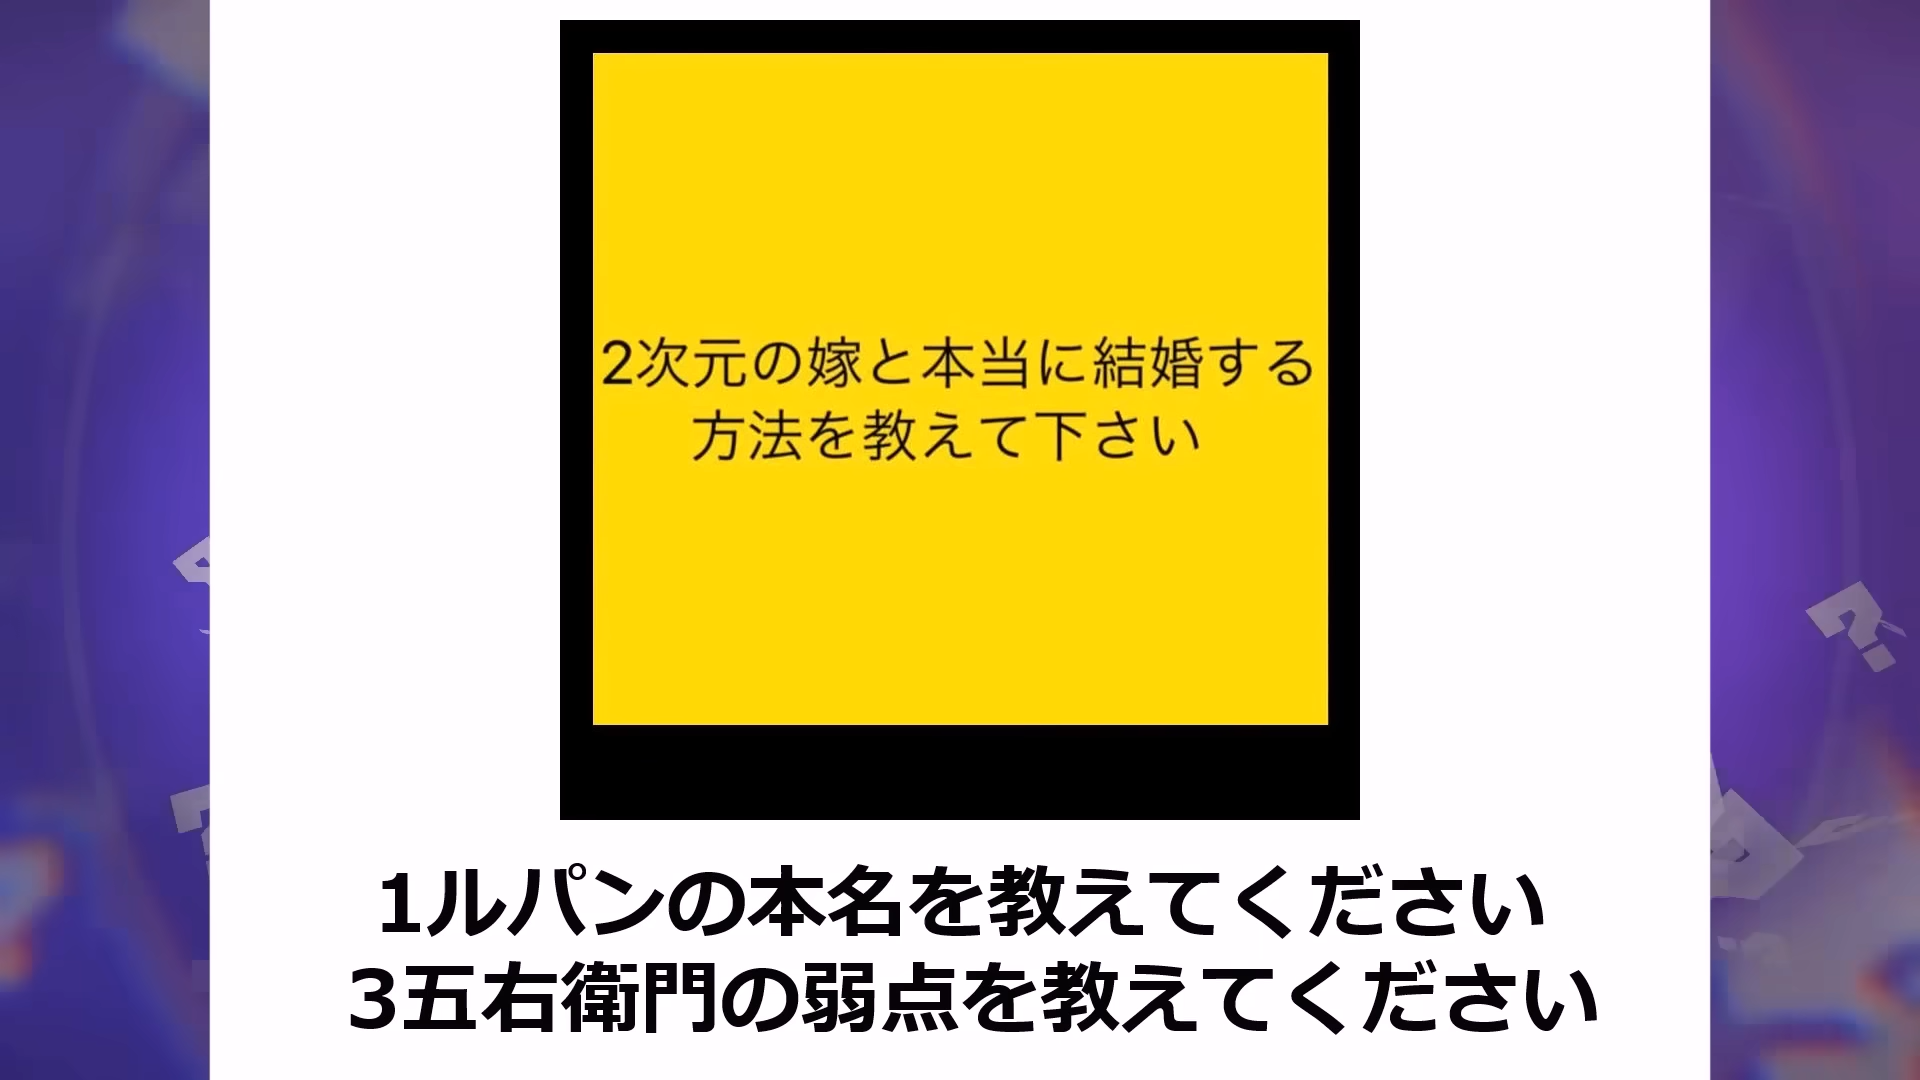 2次元の嫁と本当に結婚する
方法を教えて下さい
1ルパンの本名を教えてください
3五右衛門の弱点を教えてください